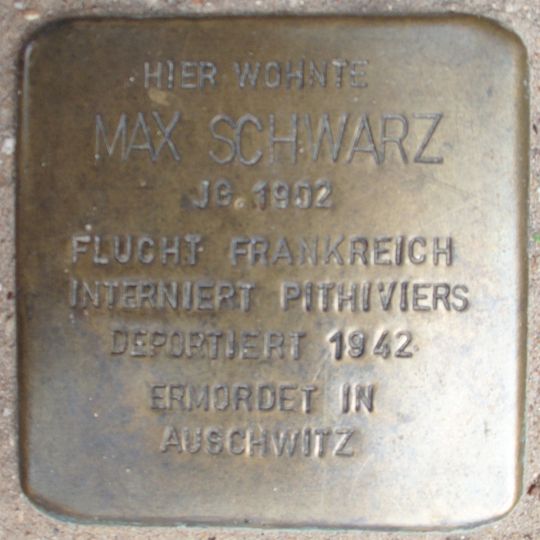 HIER WOHNTE
MAX SCHWARZ
JG. 1902
FLUCHT FRANKREICH
INTERNIERT PITHIVIERS
DEPORTIERT 1942
ERMORDET IN
AUSCHWITZ